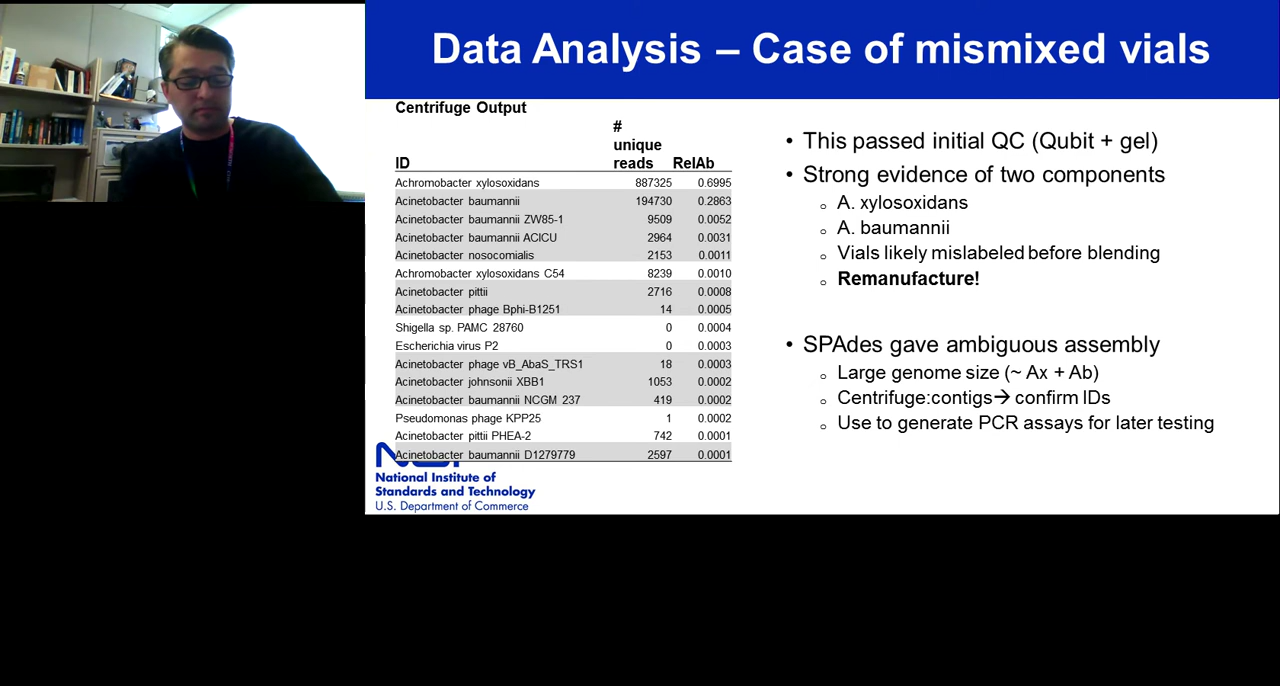 Data Analysis – Case of mismixed vials
Centrifuge Output
#
unique
ID reads RelAb
Achromobacter xylosoxidans 887325 0.6995
Acinetobacter baumannii 194730 0.2863
Acinetobacter baumannii ZW85-1 9509 0.0052
Acinetobacter baumannii ACICU 2964 0.0031
Acinetobacter nosocomialis 2153 0.0011
Achromobacter xylosoxidans C54 8239 0.0010
Acinetobacter pittii 2716 0.0008
Acinetobacter phage Bphi-B1251 14 0.0005
Shigella sp. PAMC 28760 0 0.0004
Escherichia virus P2 0 0.0003
Acinetobacter phage vB_AbaS_TRS1 18 0.0003
Acinetobacter johnsonii XBB1 1053 0.0002
Acinetobacter baumannii NCGM 237 419 0.0002
Pseudomonas phage KPP25 1 0.0002
Acinetobacter pittii PHEA-2 742 0.0001
Acinetobacter baumannii D1279779 2597 0.0001
National Institute of
Standards and Technology
U.S. Department of Commerce
• This passed initial QC (Qubit + gel)
• Strong evidence of two components
o A. xylosoxidans
o A. baumannii
o Vials likely mislabeled before blending
o Remanufacture!
• SPAdes gave ambiguous assembly
o Large genome size (~ Ax + Ab)
o Centrifuge:contigs→ confirm IDs
o Use to generate PCR assays for later testing